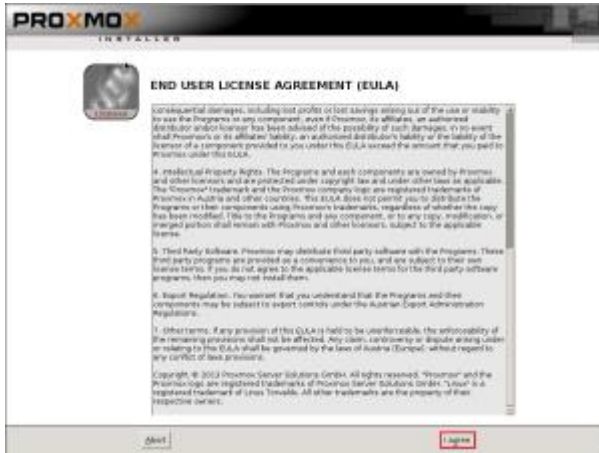 PROXMOX
INSTALLER
LICENSE
END USER LICENSE AGREEMENT (EULA)
consequential damages, including lost profits or lost savings arising out of the use or inability
to use the Programs or any component, even if Proxmox, its affiliates, an authorized
distributor and/or licensor has been advised of the possibility of such damages. In no event
shall Proxmox's or its affiliates' liability, an authorized distributor's liability or the liability of the
licensor of a component provided to you under this EULA exceed the amount that you paid to
Proxmox under this EULA.
4. Intellectual Property Rights. The Programs and each components are owned by Proxmox
and other licensors and are protected under copyright law and under other laws as applicable.
The "Proxmox" trademark and the Proxmox company logo are registered trademarks of
Proxmox in Austria and other countries. This EULA does not permit you to distribute the
Programs or their components using Proxmox's trademarks, regardless of whether the copy
has been modified. Title to the Programs and any component, or to any copy, modification, or
merged portion shall remain with Proxmox and other licensors, subject to the applicable
license.
5. Third Party Software. Proxmox may distribute third party software with the Programs. These
third party programs are provided as a convenience to you, and are subject to their own
license terms. If you do not agree to the applicable license terms for the third party software
programs, then you may not install them.
6. Export Regulation. You warrant that you understand that the Programs and their
components may be subject to export controls under the Austrian Export Administration
Regulations.
7. Other terms. If any provision of this EULA is held to be unenforceable, the enforceability of
the remaining provisions shall not be affected. Any claim, controversy or dispute arising under
or relating to this EULA shall be governed by the laws of Austria (Europe), without regard to
any conflict of laws provisions.
Copyright © 2013 Proxmox Server Solutions GmbH. All rights reserved. "Proxmox" and the
Proxmox logo are registered trademarks of Proxmox Server Solutions GmbH. "Linux" is a
registered trademark of Linus Torvalds. All other trademarks are the property of their
respective owners.
Abort
I agree